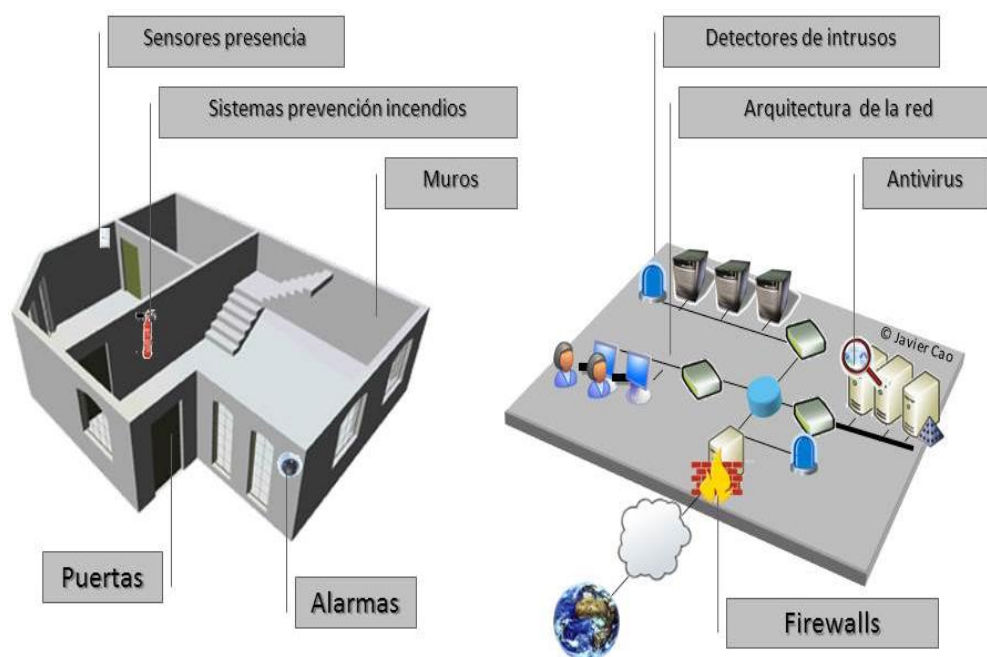 Sensores presencia
Sistemas prevención incendios
Muros
Puertas
Alarmas
Detectores de intrusos
Arquitectura de la red
Antivirus
© Javier Cao
Firewalls